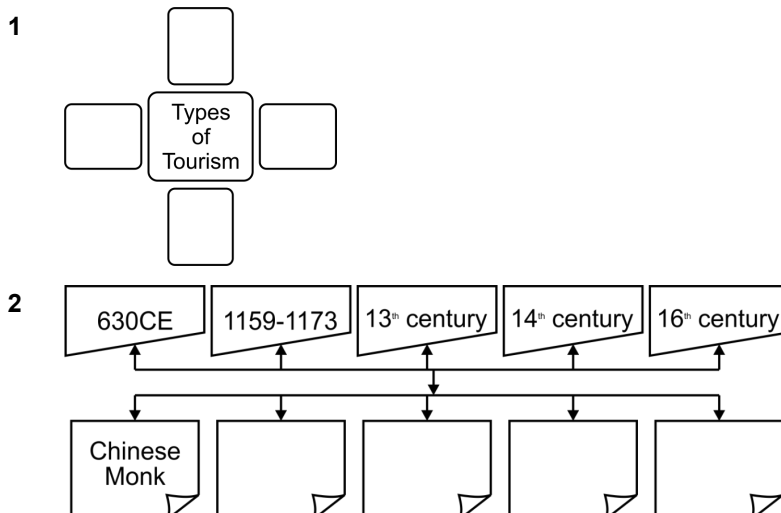 1
Types
of
Tourism
2
630CE
1159-1173
13th century
14th century
16th century
Chinese
Monk